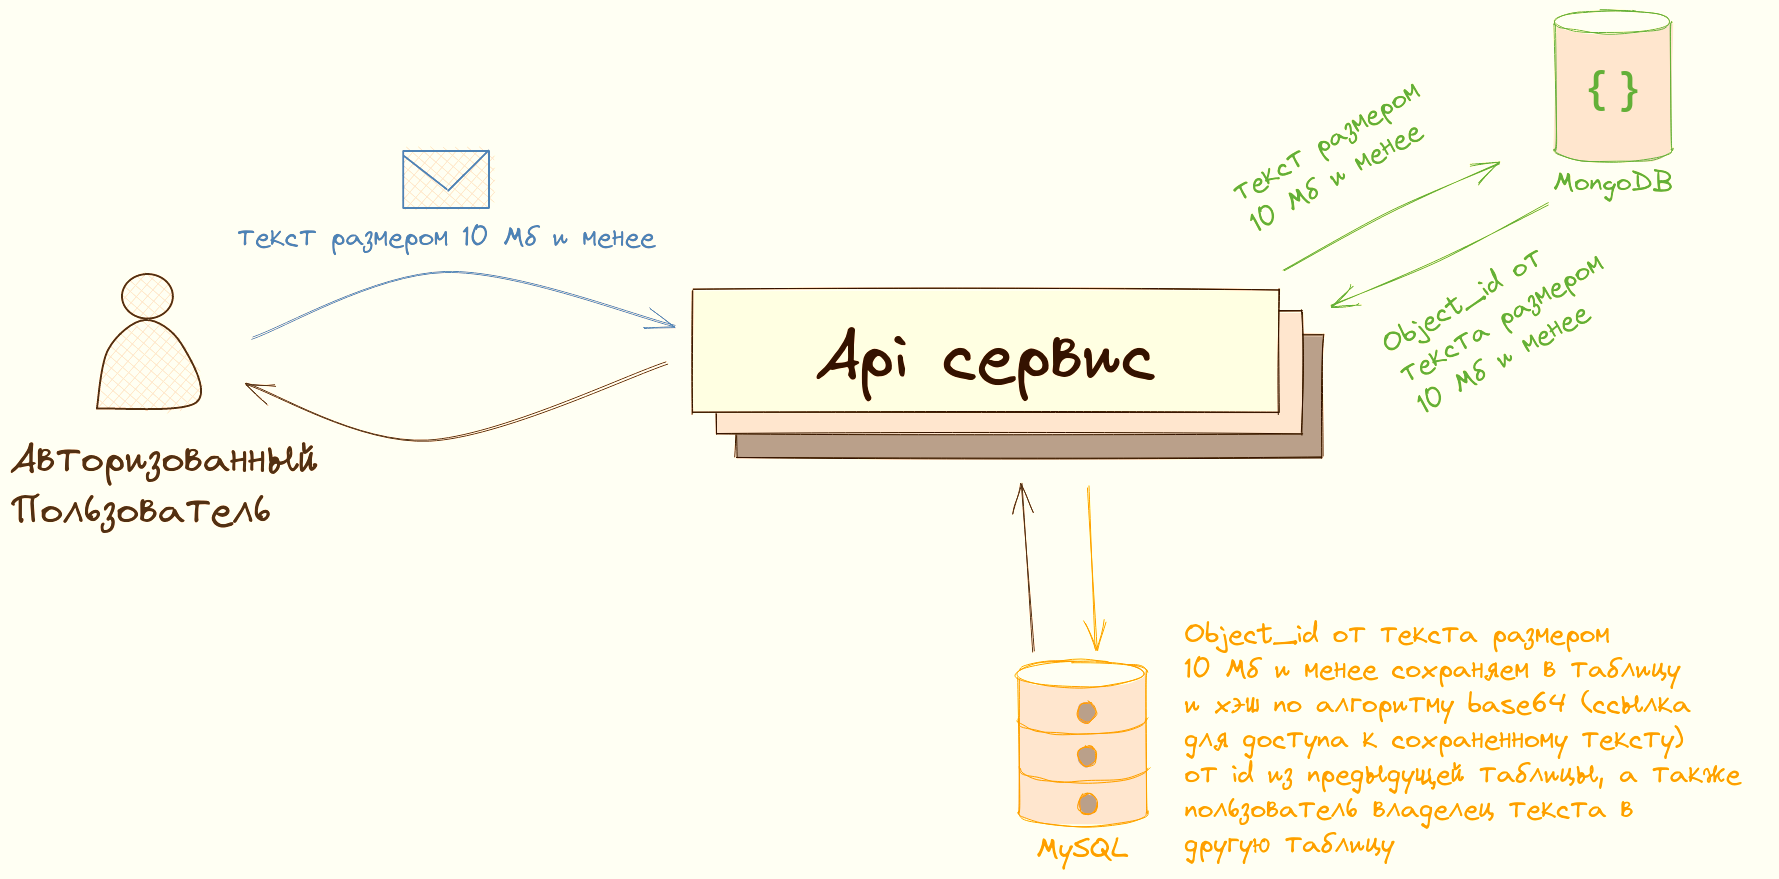 Текст размером 10 Мб и менее
Авторизованный
Пользователь
Api сервис
Текст размером
10 Мб и менее
{ }
MongoDB
Object_id от
текста размером
10 Мб и менее
MySQL
Object_id от текста размером
10 Мб и менее сохраняем в таблицу
и хэш по алгоритму base64 (ссылка
для доступа к сохраненному тексту)
от id из предыдущей таблицы, а также
пользователь владелец текста в
другую таблицу